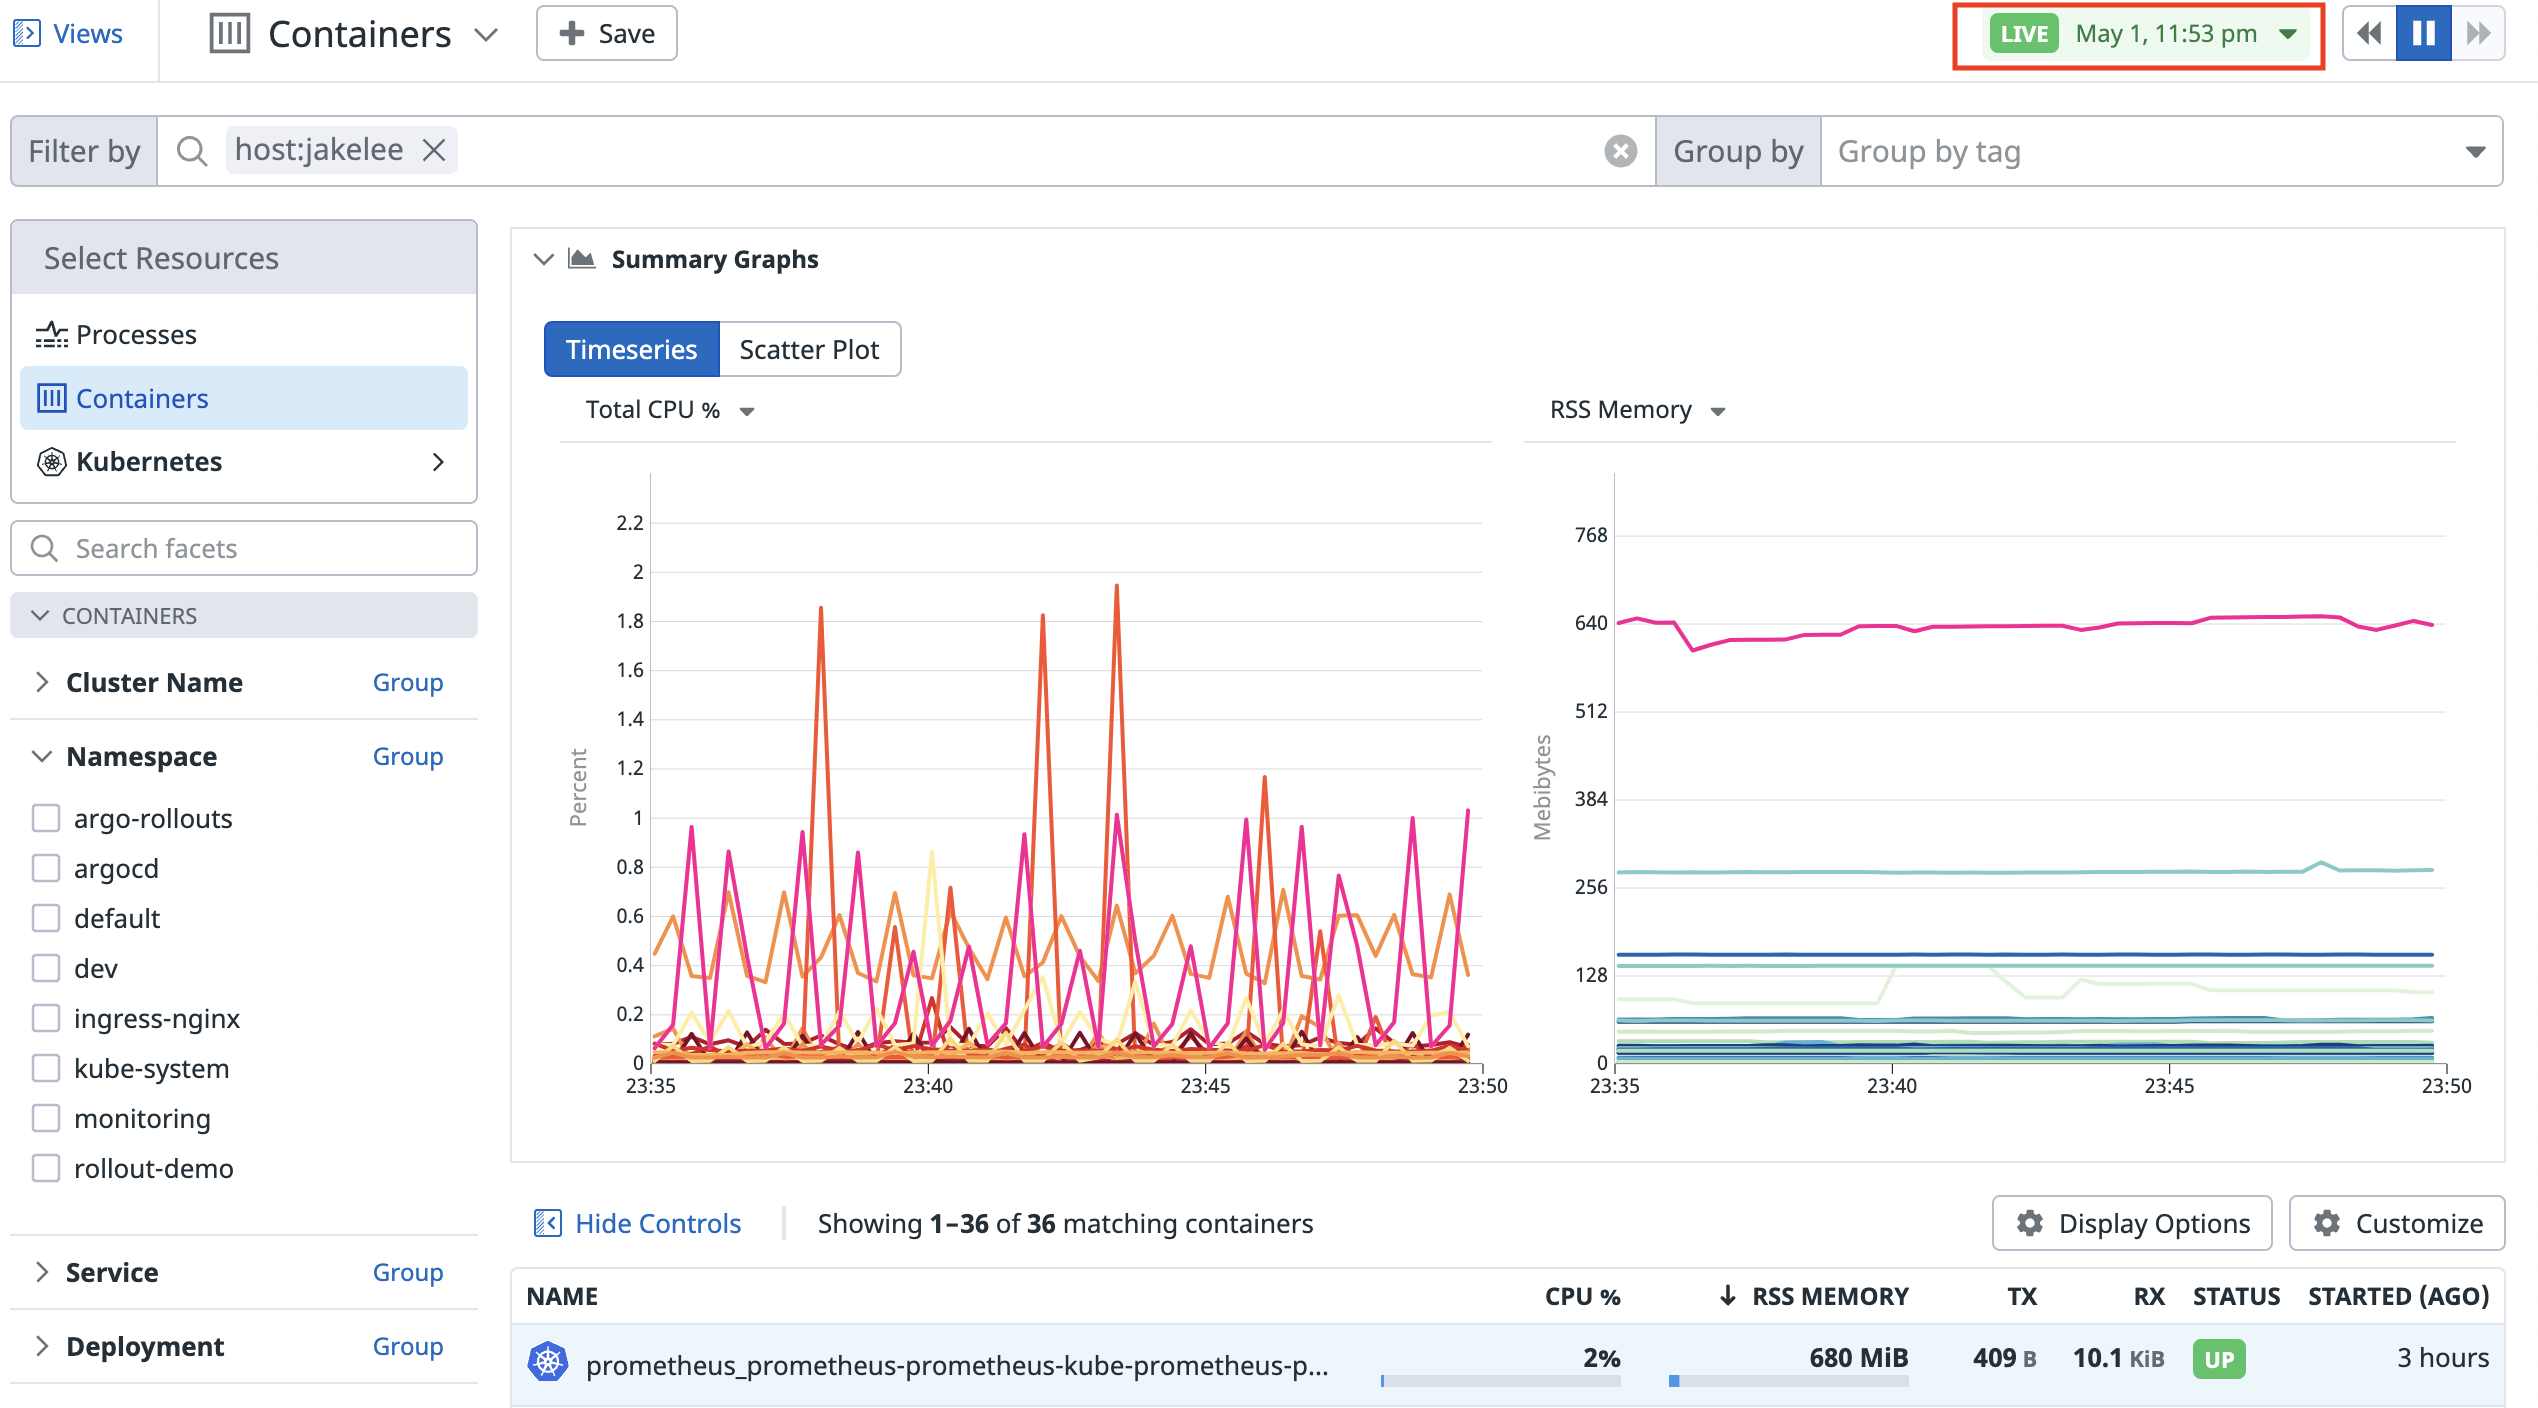 Views
Containers
Save
LIVE May 1, 11:53 pm
Filter by
host:jakelee
Group by
Group by tag
Select Resources
Processes
Containers
Kubernetes
Search facets
CONTAINERS
Cluster Name Group
Namespace Group
argo-rollouts
argocd
default
dev
ingress-nginx
kube-system
monitoring
rollout-demo
Service Group
Deployment Group
Summary Graphs
Timeseries Scatter Plot
Total CPU %
Percent
2.2
2
1.8
1.6
1.4
1.2
1
0.8
0.6
0.4
0.2
0
23:35 23:40 23:45 23:50
RSS Memory
Mebibytes
768
640
512
384
256
128
0
23:35 23:40 23:45 23:50
Hide Controls
Showing 1–36 of 36 matching containers
Display Options
Customize
NAME CPU % RSS MEMORY TX RX STATUS STARTED (AGO)
prometheus_prometheus-prometheus-kube-prometheus-p... 2% 680 MiB 409 B 10.1 KiB UP 3 hours